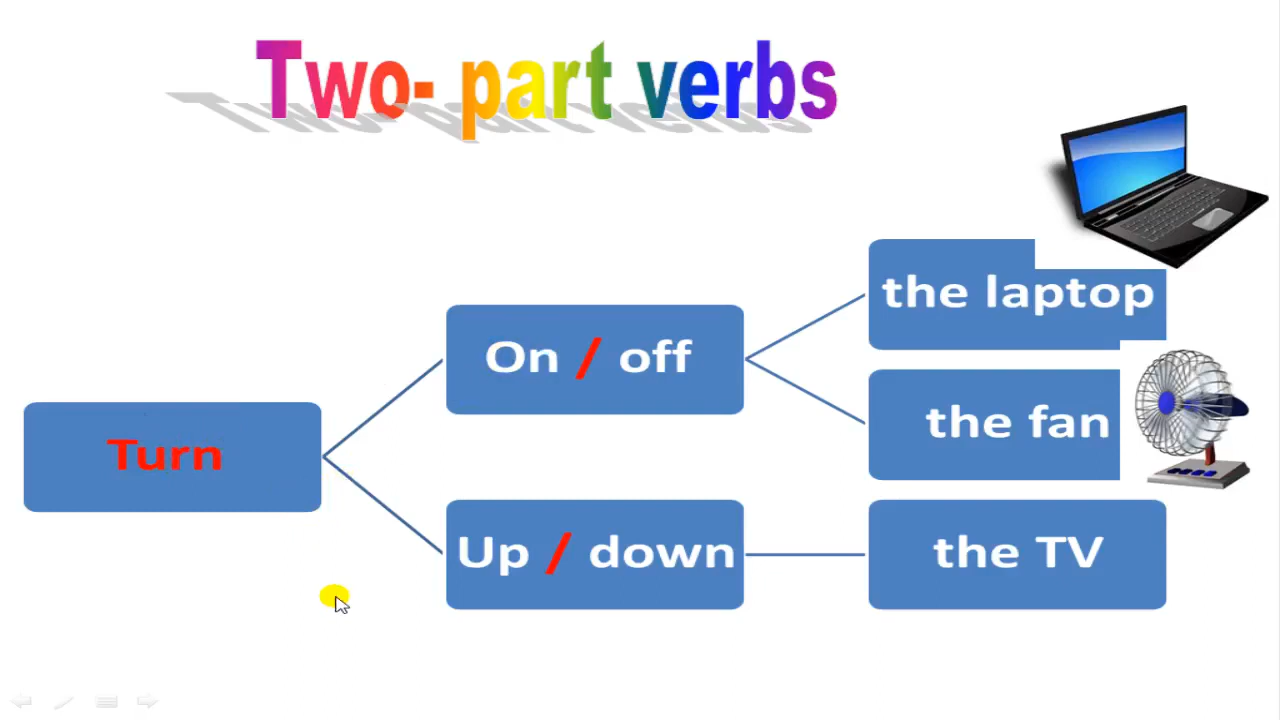 Two- part verbs
the laptop
On / off
the fan
Turn
Up / down
the TV